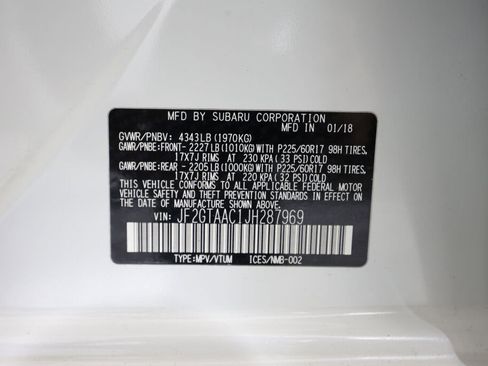 MFD BY SUBARU CORPORATION
GVWR/PNBV: 4343LB(1970KG) MFD IN 01/18
GAWR/PNBE:FRONT- 2227LB(1010KG)WITH P225/60R17 98H TIRES,
17X7J RIMS AT 230 KPA(33 PSI)COLD
GAWR/PNBE:REAR - 2205LB(1000KG)WITH P225/60R17 98H TIRES,
17X7J RIMS AT 220 KPA(32 PSI)COLD
THIS VEHICLE CONFORMS TO ALL APPLICABLE FEDERAL MOTOR
VEHICLE SAFETY STANDARDS IN EFFECT ON THE DATE OF
MANUFACTURE SHOWN ABOVE.
VIN: JF2GTAAC1JH287969
TYPE:MPV/VTUM ICES/NMB-002